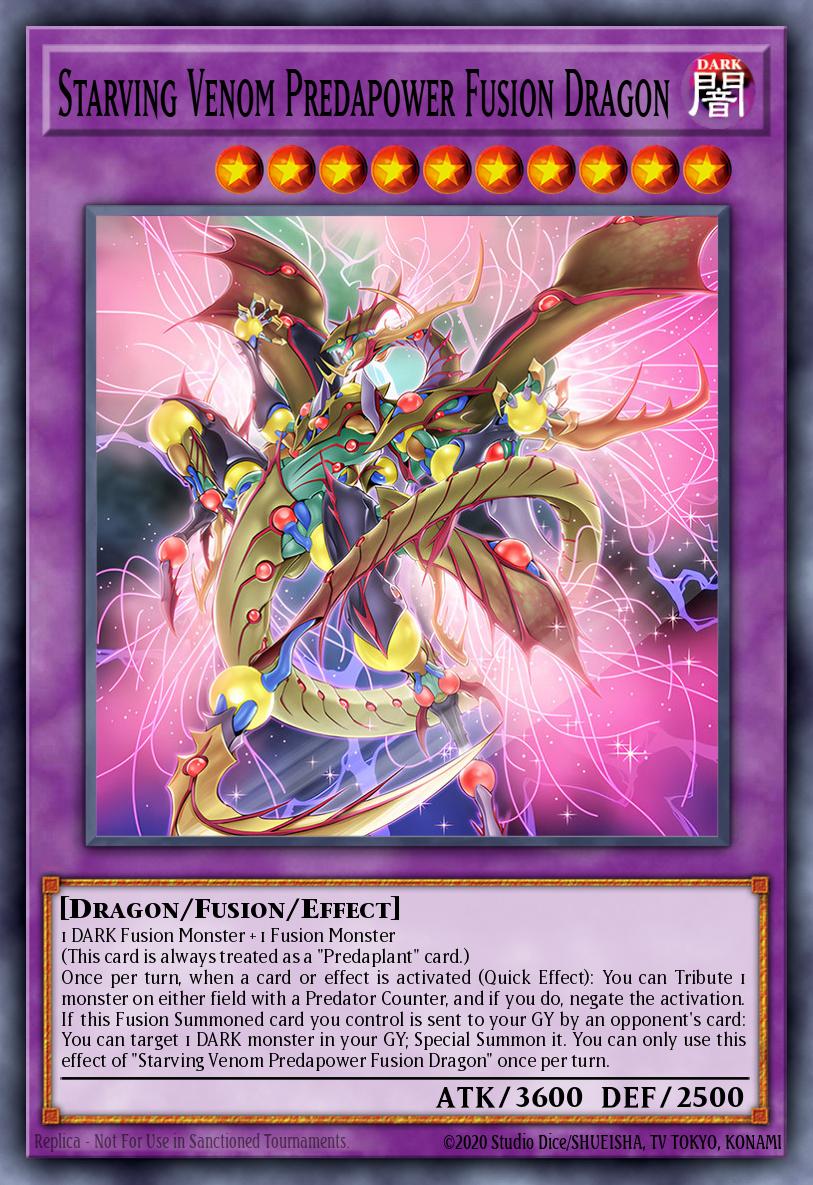 Starving Venom Predapower Fusion Dragon
DARK
闇
[Dragon/Fusion/Effect]
1 DARK Fusion Monster + 1 Fusion Monster
(This card is always treated as a "Predaplant" card.)
Once per turn, when a card or effect is activated (Quick Effect): You can Tribute 1
monster on either field with a Predator Counter, and if you do, negate the activation.
If this Fusion Summoned card you control is sent to your GY by an opponent's card:
You can target 1 DARK monster in your GY; Special Summon it. You can only use this
effect of "Starving Venom Predapower Fusion Dragon" once per turn.
ATK/3600 DEF/2500
Replica - Not For Use in Sanctioned Tournaments.
©2020 Studio Dice/SHUEISHA, TV TOKYO, KONAMI